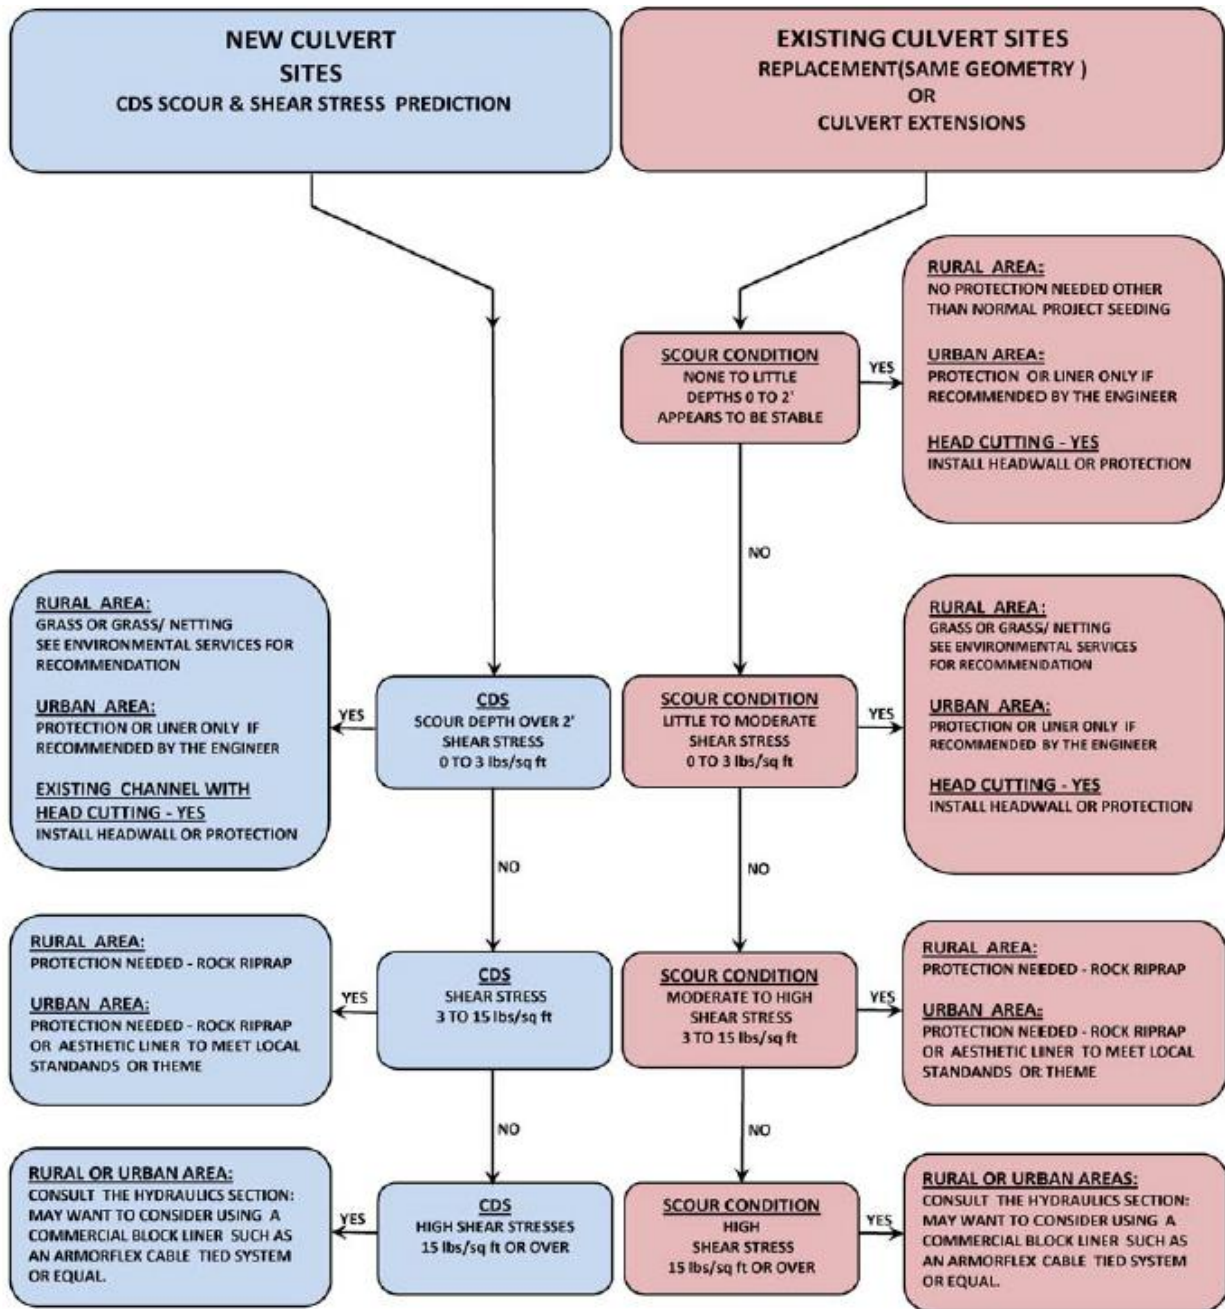 NEW CULVERT
SITES
CDS SCOUR & SHEAR STRESS PREDICTION
EXISTING CULVERT SITES
REPLACEMENT(SAME GEOMETRY )
OR
CULVERT EXTENSIONS
SCOUR CONDITION
NONE TO LITTLE
DEPTHS 0 TO 2'
APPEARS TO BE STABLE
YES
RURAL AREA:
NO PROTECTION NEEDED OTHER
THAN NORMAL PROJECT SEEDING
URBAN AREA:
PROTECTION OR LINER ONLY IF
RECOMMENDED BY THE ENGINEER
HEAD CUTTING - YES
INSTALL HEADWALL OR PROTECTION
NO
RURAL AREA:
GRASS OR GRASS/ NETTING
SEE ENVIRONMENTAL SERVICES FOR
RECOMMENDATION
URBAN AREA:
PROTECTION OR LINER ONLY IF
RECOMMENDED BY THE ENGINEER
EXISTING CHANNEL WITH
HEAD CUTTING - YES
INSTALL HEADWALL OR PROTECTION
YES
CDS
SCOUR DEPTH OVER 2'
SHEAR STRESS
0 TO 3 lbs/sq ft
SCOUR CONDITION
LITTLE TO MODERATE
SHEAR STRESS
0 TO 3 lbs/sq ft
YES
RURAL AREA:
GRASS OR GRASS/ NETTING
SEE ENVIRONMENTAL SERVICES
FOR RECOMMENDATION
URBAN AREA:
PROTECTION OR LINER ONLY IF
RECOMMENDED BY THE ENGINEER
HEAD CUTTING - YES
INSTALL HEADWALL OR PROTECTION
NO
NO
RURAL AREA:
PROTECTION NEEDED - ROCK RIPRAP
URBAN AREA:
PROTECTION NEEDED - ROCK RIPRAP
OR AESTHETIC LINER TO MEET LOCAL
STANDANDS OR THEME
YES
CDS
SHEAR STRESS
3 TO 15 lbs/sq ft
SCOUR CONDITION
MODERATE TO HIGH
SHEAR STRESS
3 TO 15 lbs/sq ft
YES
RURAL AREA:
PROTECTION NEEDED - ROCK RIPRAP
URBAN AREA:
PROTECTION NEEDED - ROCK RIPRAP
OR AESTHETIC LINER TO MEET LOCAL
STANDANDS OR THEME
NO
NO
RURAL OR URBAN AREA:
CONSULT THE HYDRAULICS SECTION:
MAY WANT TO CONSIDER USING A
COMMERCIAL BLOCK LINER SUCH AS
AN ARMORFLEX CABLE TIED SYSTEM
OR EQUAL.
YES
CDS
HIGH SHEAR STRESSES
15 lbs/sq ft OR OVER
SCOUR CONDITION
HIGH
SHEAR STRESS
15 lbs/sq ft OR OVER
YES
RURAL OR URBAN AREAS:
CONSULT THE HYDRAULICS SECTION:
MAY WANT TO CONSIDER USING A
COMMERCIAL BLOCK LINER SUCH AS
AN ARMORFLEX CABLE TIED SYSTEM
OR EQUAL.